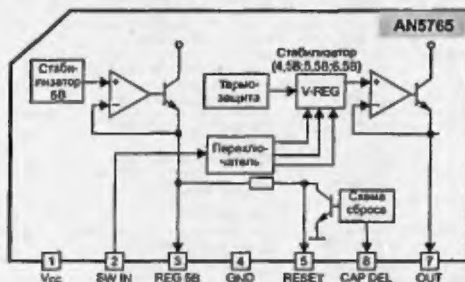 AN5765
Стабилизатор
(4,5В;5,5В;6,5В)
Стаби-
лизатор
5В
+
−
Термо-
защита
V-REG
+
−
Переклю-
чатель
Схема
сброса
1
2
3
4
5
6
7
Vcc
SW IN
REG 5В
GND
RESET
CAP DEL
OUT